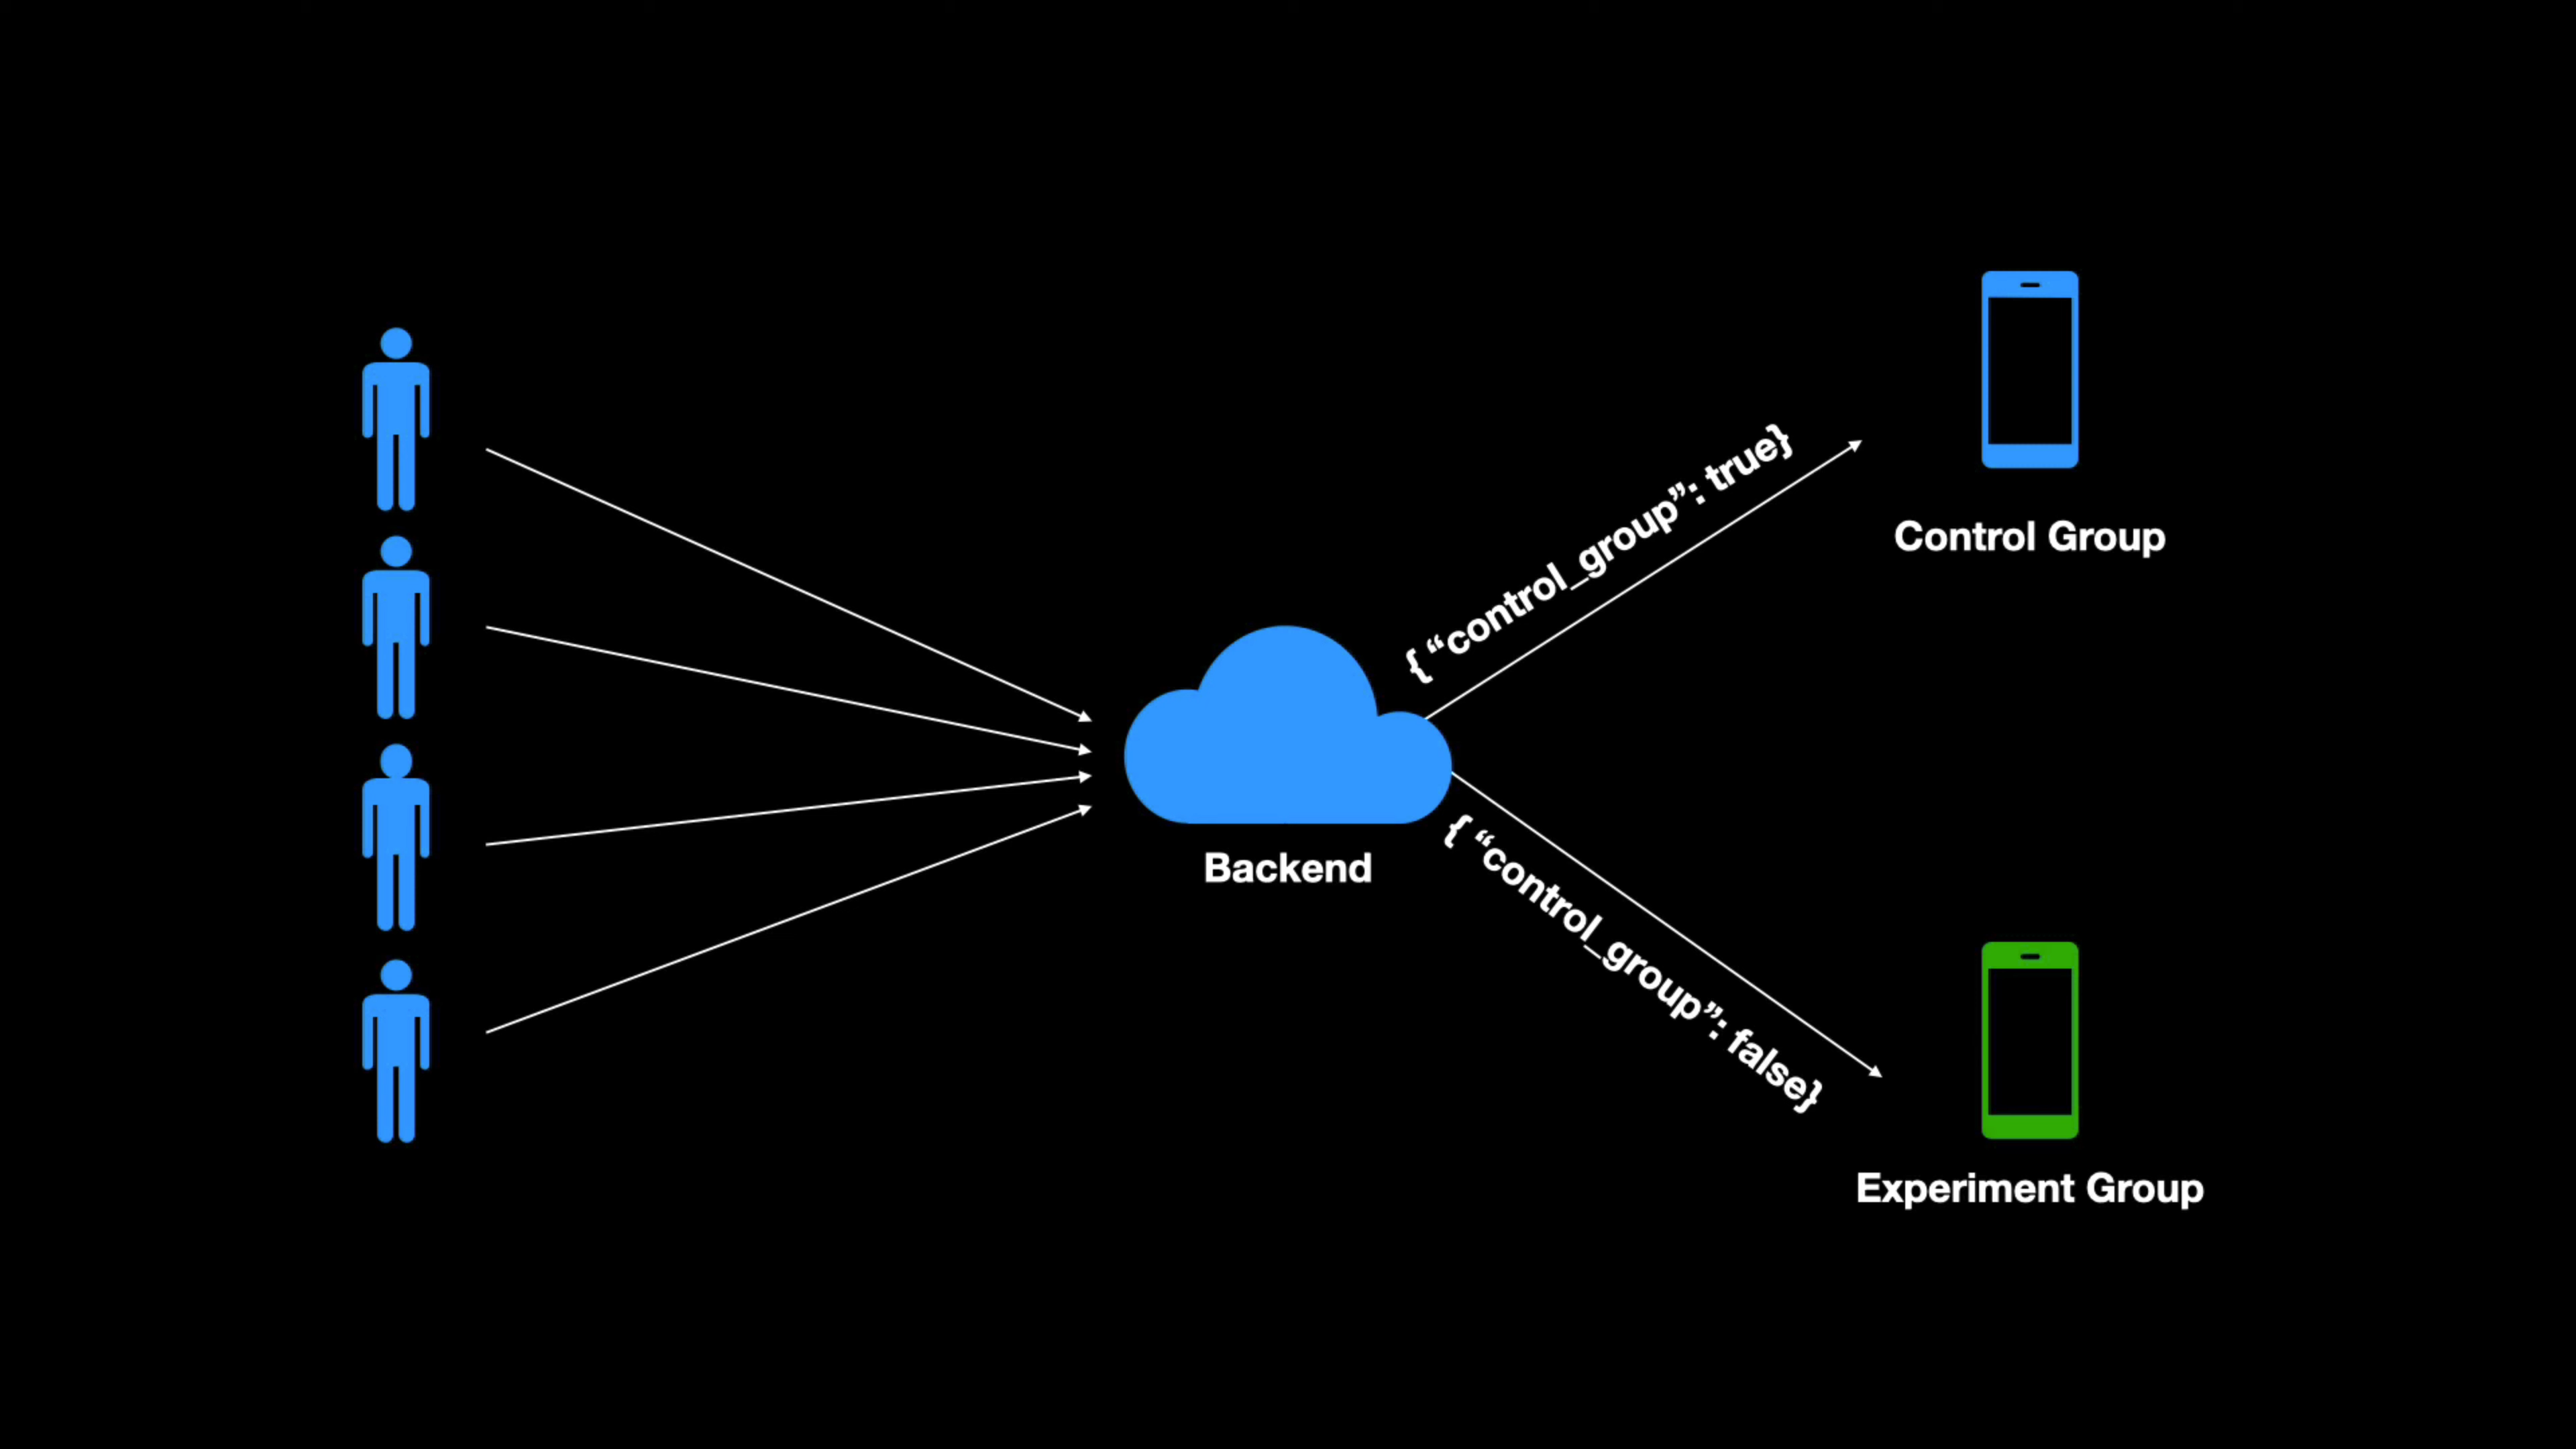 { “control_group”: true}
Control Group
Backend
{ “control_group”: false}
Experiment Group